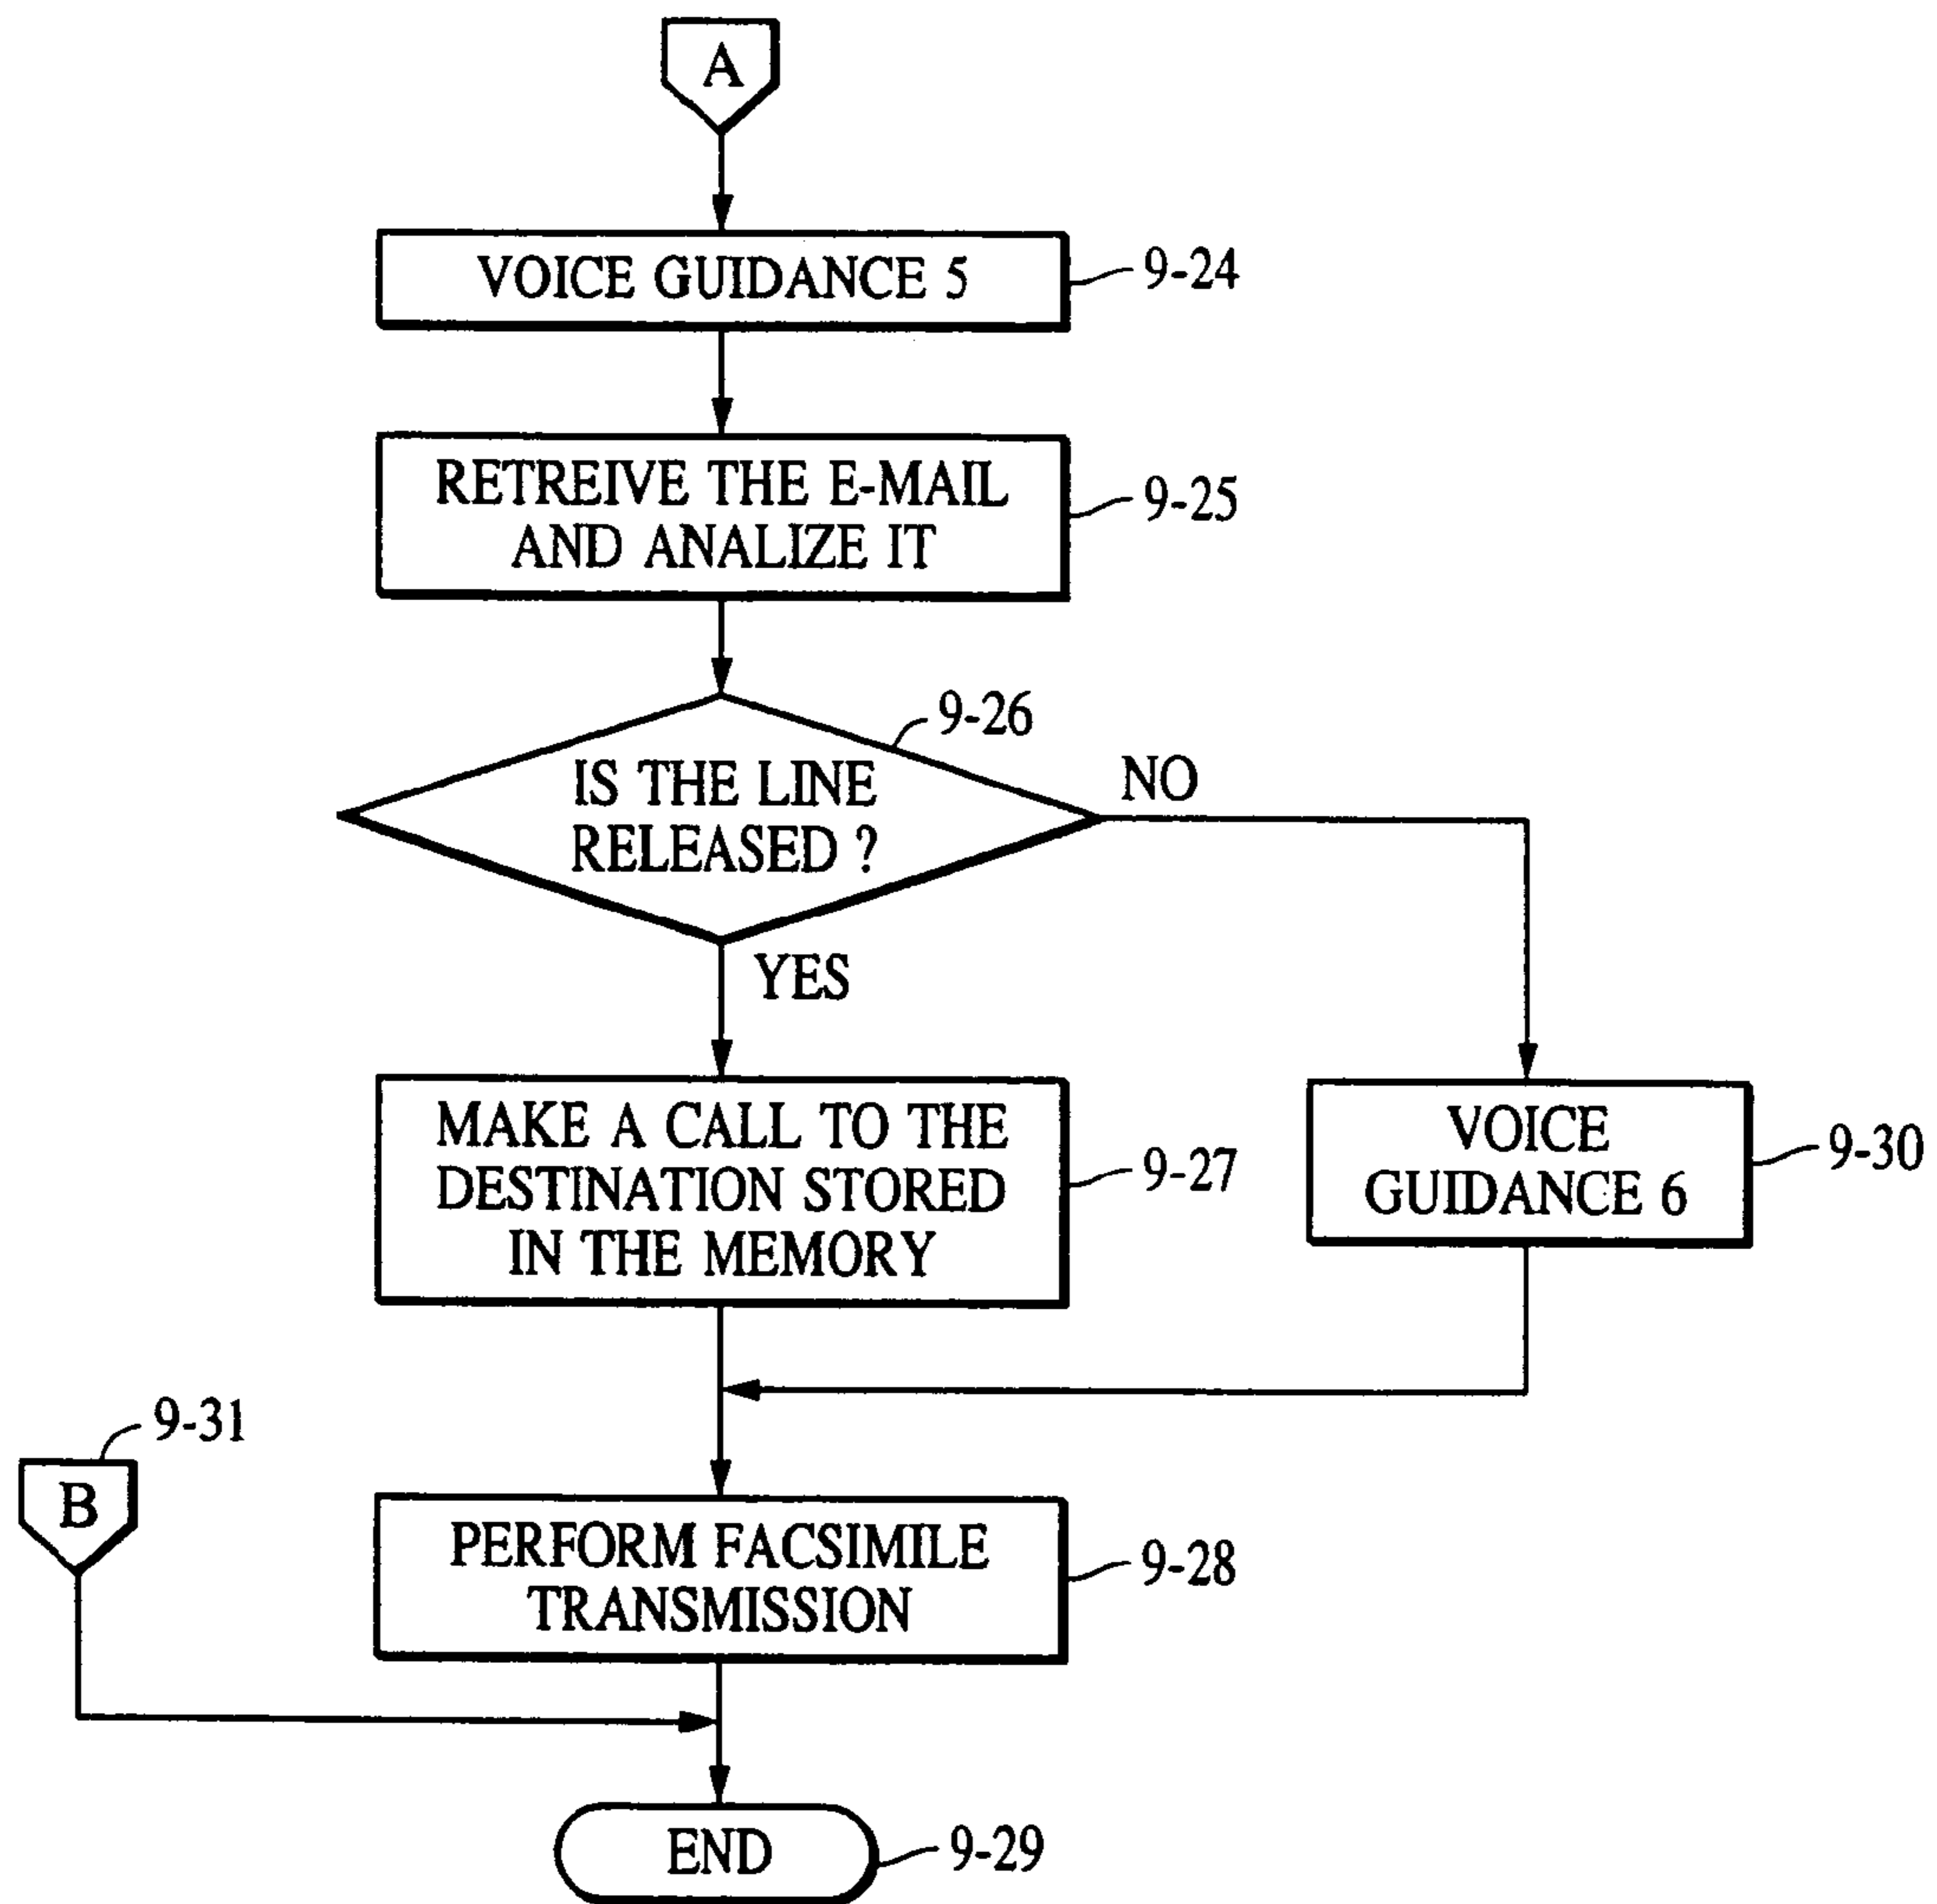 A
VOICE GUIDANCE 5
9-24
RETREIVE THE E-MAIL
AND ANALIZE IT
9-25
9-26
IS THE LINE
RELEASED ?
NO
YES
MAKE A CALL TO THE
DESTINATION STORED
IN THE MEMORY
9-27
VOICE
GUIDANCE 6
9-30
9-31
B
PERFORM FACSIMILE
TRANSMISSION
9-28
END
9-29